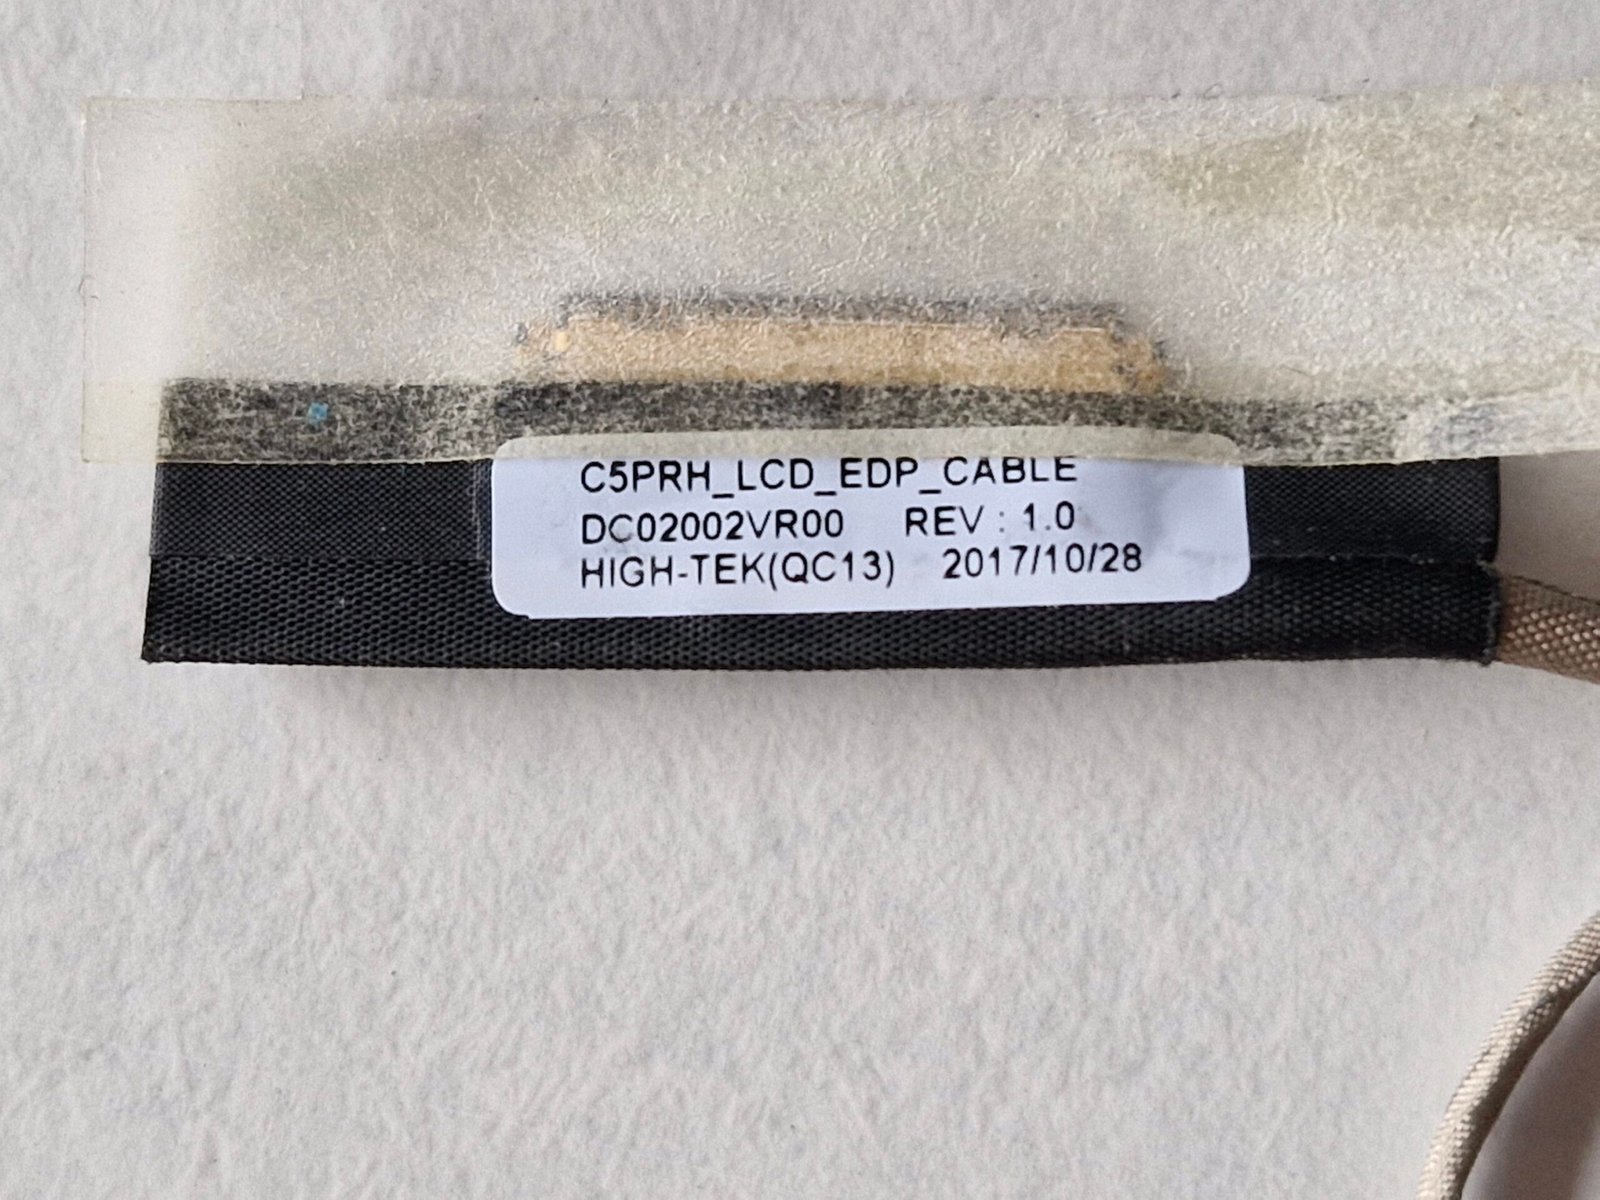 C5PRH_LCD_EDP_CABLE
DC02002VR00 REV : 1.0
HIGH-TEK(QC13) 2017/10/28